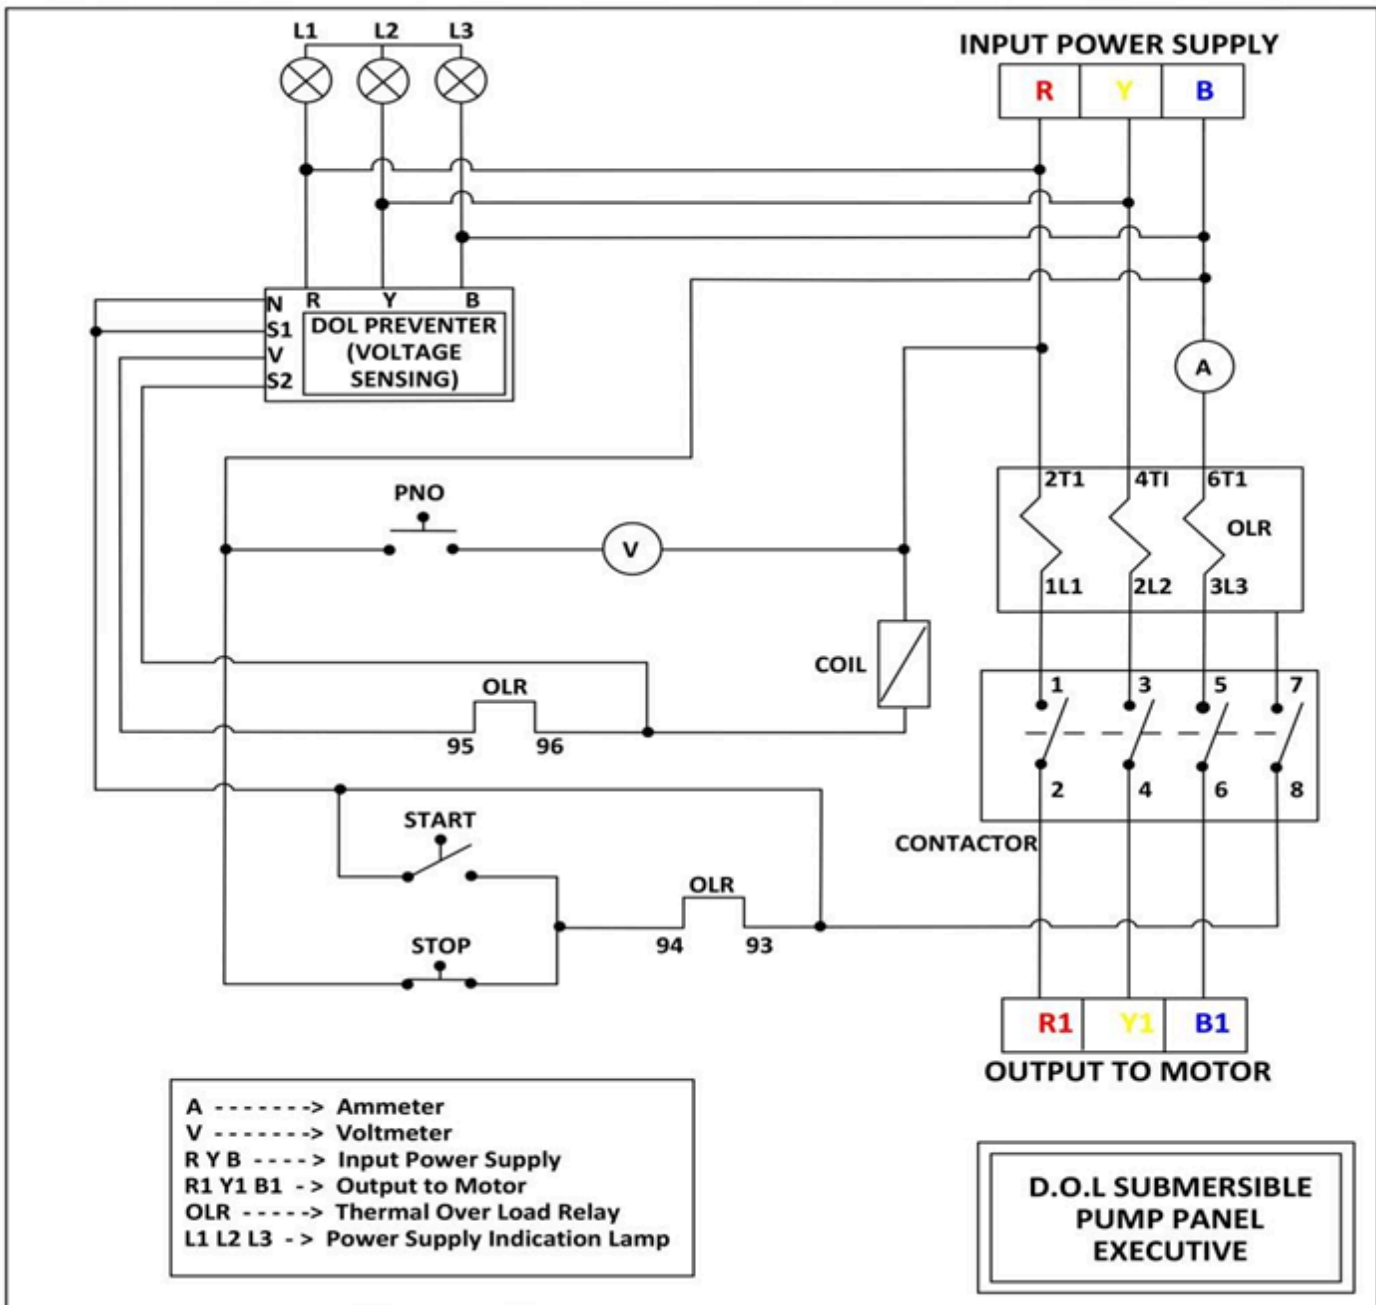 L1 L2 L3
INPUT POWER SUPPLY
R Y B
N R Y B
S1 DOL PREVENTER
V (VOLTAGE
S2 SENSING)
A
PNO
V
2T1 4TI 6T1
OLR
1L1 2L2 3L3
COIL
OLR
95 96
1 3 5 7
2 4 6 8
CONTACTOR
START
OLR
94 93
STOP
R1 Y1 B1
OUTPUT TO MOTOR
A -------> Ammeter
V -------> Voltmeter
R Y B ----> Input Power Supply
R1 Y1 B1 -> Output to Motor
OLR -----> Thermal Over Load Relay
L1 L2 L3 -> Power Supply Indication Lamp
D.O.L SUBMERSIBLE
PUMP PANEL
EXECUTIVE